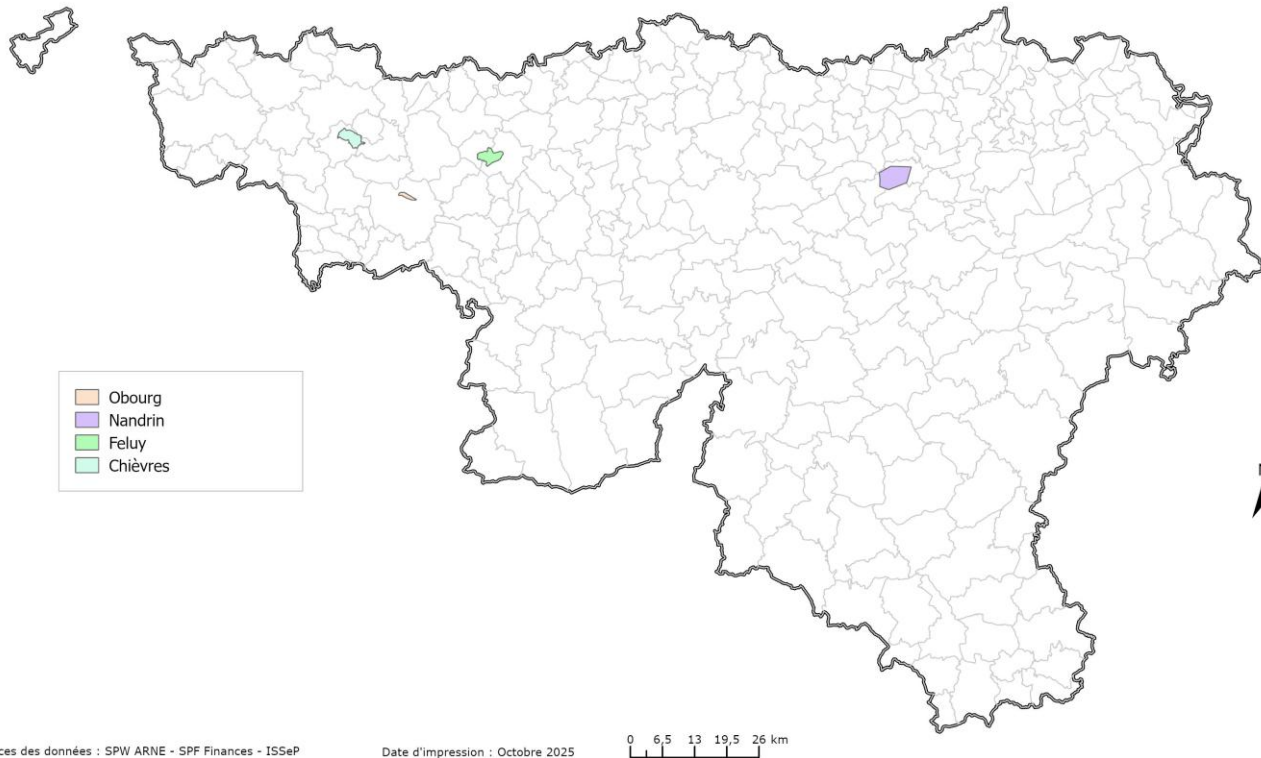 Obourg
Nandrin
Feluy
Chièvres
N
ces des données : SPW ARNE - SPF Finances - ISSeP
Date d'impression : Octobre 2025
0 6,5 13 19,5 26 km